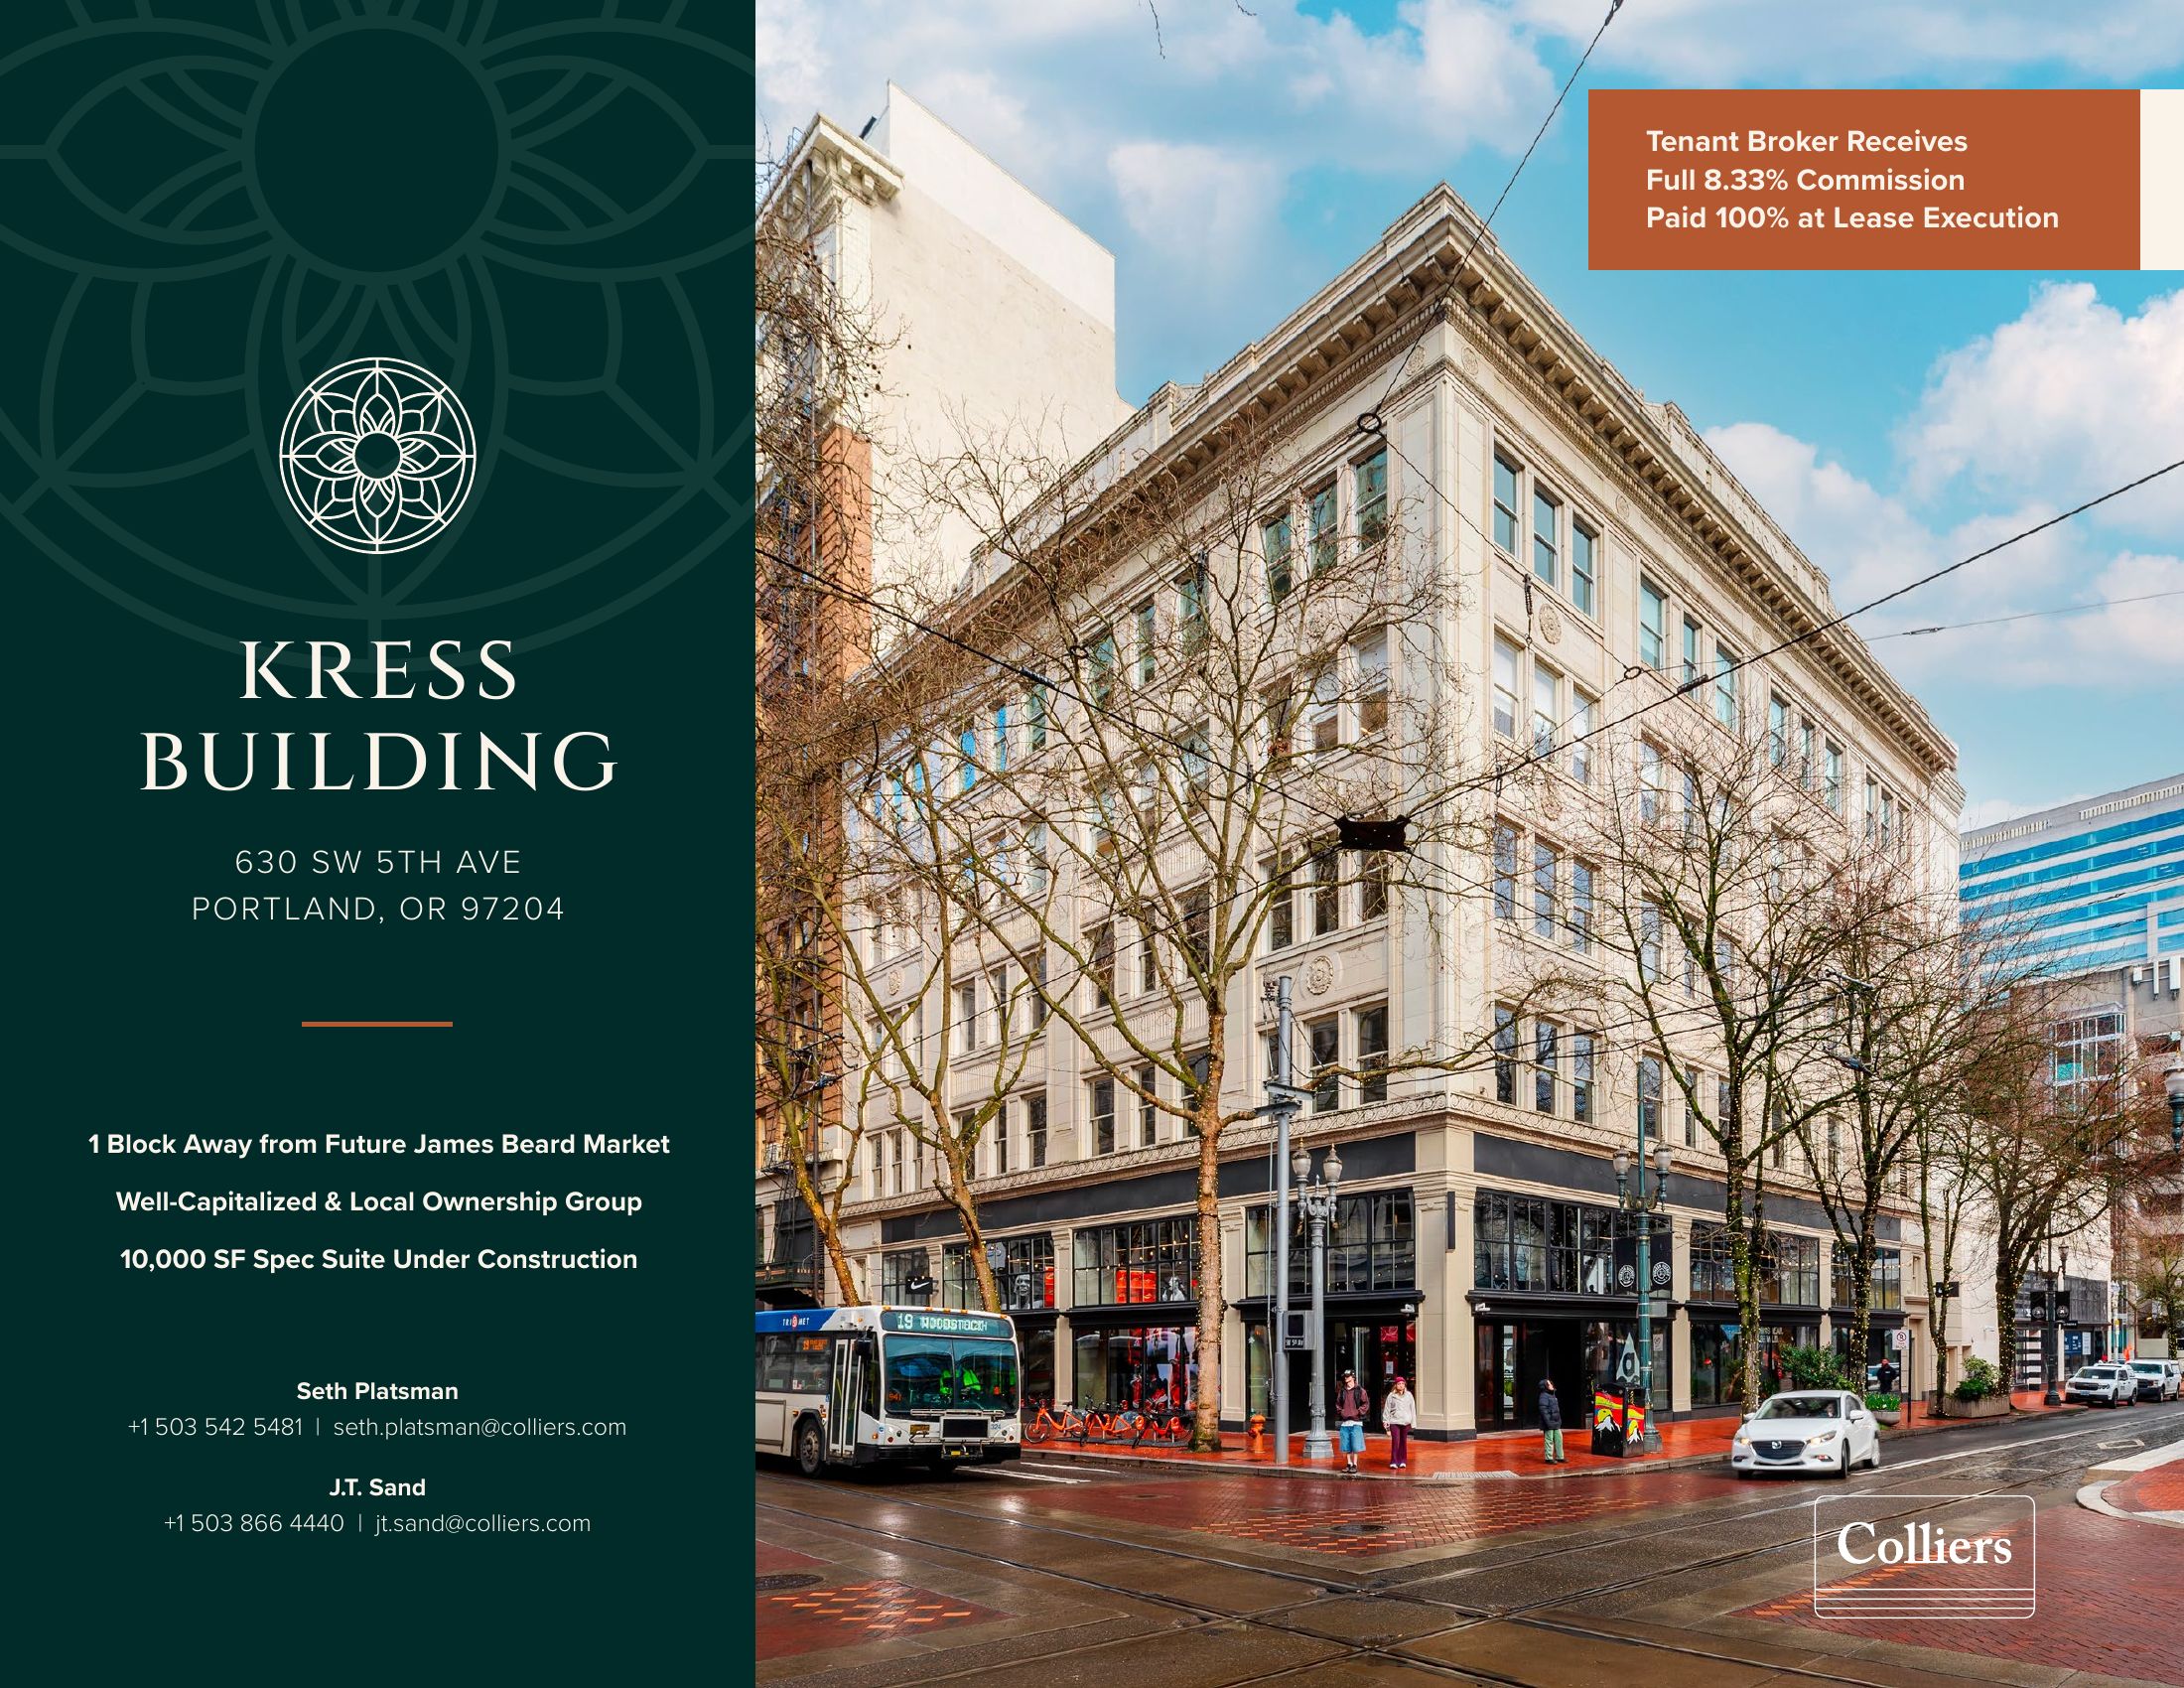 KRESS
BUILDING
630 SW 5TH AVE
PORTLAND, OR 97204
1 Block Away from Future James Beard Market
Well-Capitalized & Local Ownership Group
10,000 SF Spec Suite Under Construction
Seth Platsman
+1 503 542 5481 | seth.platsman@colliers.com
J.T. Sand
+1 503 866 4440 | jt.sand@colliers.com
Tenant Broker Receives
Full 8.33% Commission
Paid 100% at Lease Execution
TRI MET
19 WOODSTOCK
Colliers